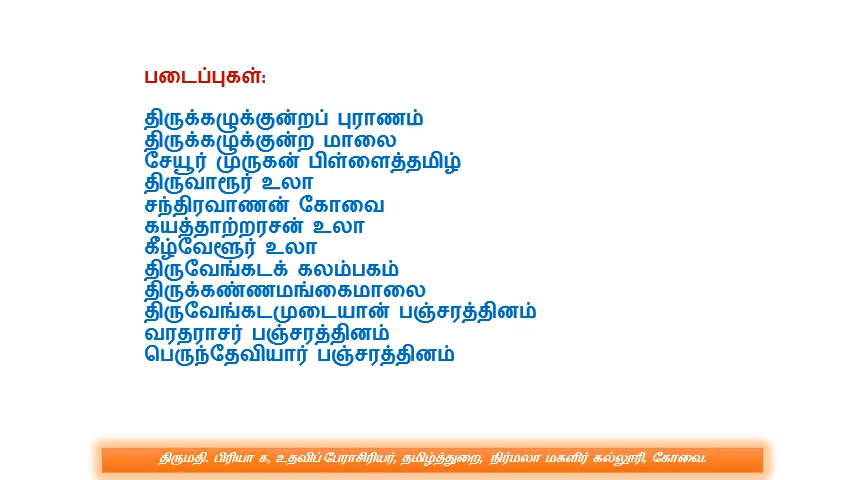 படைப்புகள்:
திருக்கழுக்குன்றப் புராணம்
திருக்கழுக்குன்ற மாலை
சேயூர் முருகன் பிள்ளைத்தமிழ்
திருவாரூர் உலா
சந்திரவாணன் கோவை
கயத்தாற்றரசன் உலா
கீழ்வேளூர் உலா
திருவேங்கடக் கலம்பகம்
திருக்கண்ணமங்கைமாலை
திருவேங்கடமுடையான் பஞ்சரத்தினம்
வரதராசர் பஞ்சரத்தினம்
பெருந்தேவியார் பஞ்சரத்தினம்
திருமதி. பிரியா க, உதவிப் பேராசிரியர், தமிழ்த்துறை, நிர்மலா மகளிர் கல்லூரி, கோவை.